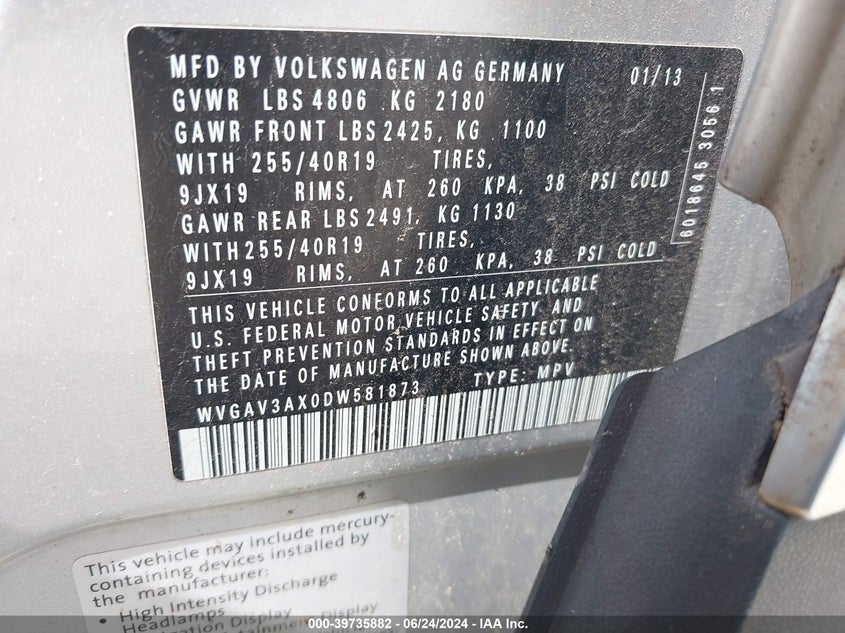 MFD BY VOLKSWAGEN AG GERMANY 01/13
GVWR LBS 4806 KG 2180
GAWR FRONT LBS 2425, KG 1100
WITH 255/40R19 TIRES,
9JX19 RIMS, AT 260 KPA, 38 PSI COLD
GAWR REAR LBS 2491, KG 1130
WITH 255/40R19 TIRES,
9JX19 RIMS, AT 260 KPA, 38 PSI COLD
THIS VEHICLE CONFORMS TO ALL APPLICABLE
U.S. FEDERAL MOTOR VEHICLE SAFETY AND
THEFT PREVENTION STANDARDS IN EFFECT ON
THE DATE OF MANUFACTURE SHOWN ABOVE.
WVGAV3AX0DW581873 TYPE: MPV
6018645 3056 1
This vehicle may include mercury-
containing devices installed by
the manufacturer:
• High Intensity Discharge
Headlamps
Display
Display
000-39735882 - 06/24/2024 - IAA Inc.